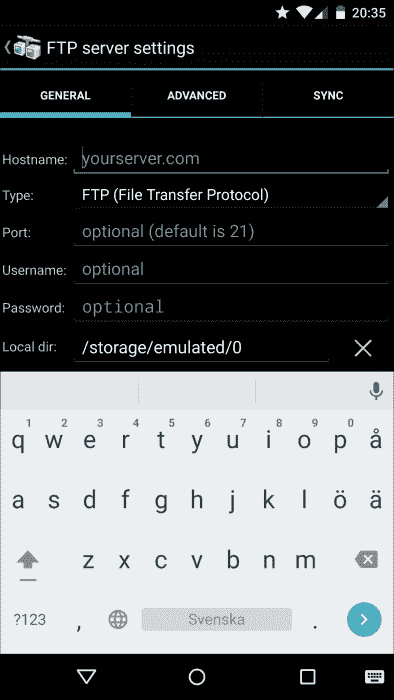 20:35
FTP server settings
GENERAL ADVANCED SYNC
Hostname: yourserver.com
Type: FTP (File Transfer Protocol)
Port: optional (default is 21)
Username: optional
Password: optional
Local dir: /storage/emulated/0
1 2 3 4 5 6 7 8 9 0
q w e r t y u i o p å
a s d f g h j k l ö ä
z x c v b n m
?123 , Svenska .